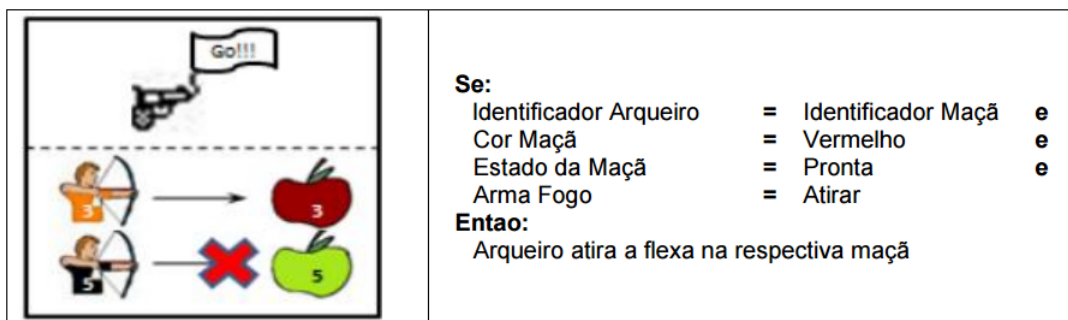 Go!!!
3
3
5
5
Se:
Identificador Arqueiro = Identificador Maçã e
Cor Maçã = Vermelho e
Estado da Maçã = Pronta e
Arma Fogo = Atirar
Entao:
Arqueiro atira a flexa na respectiva maçã